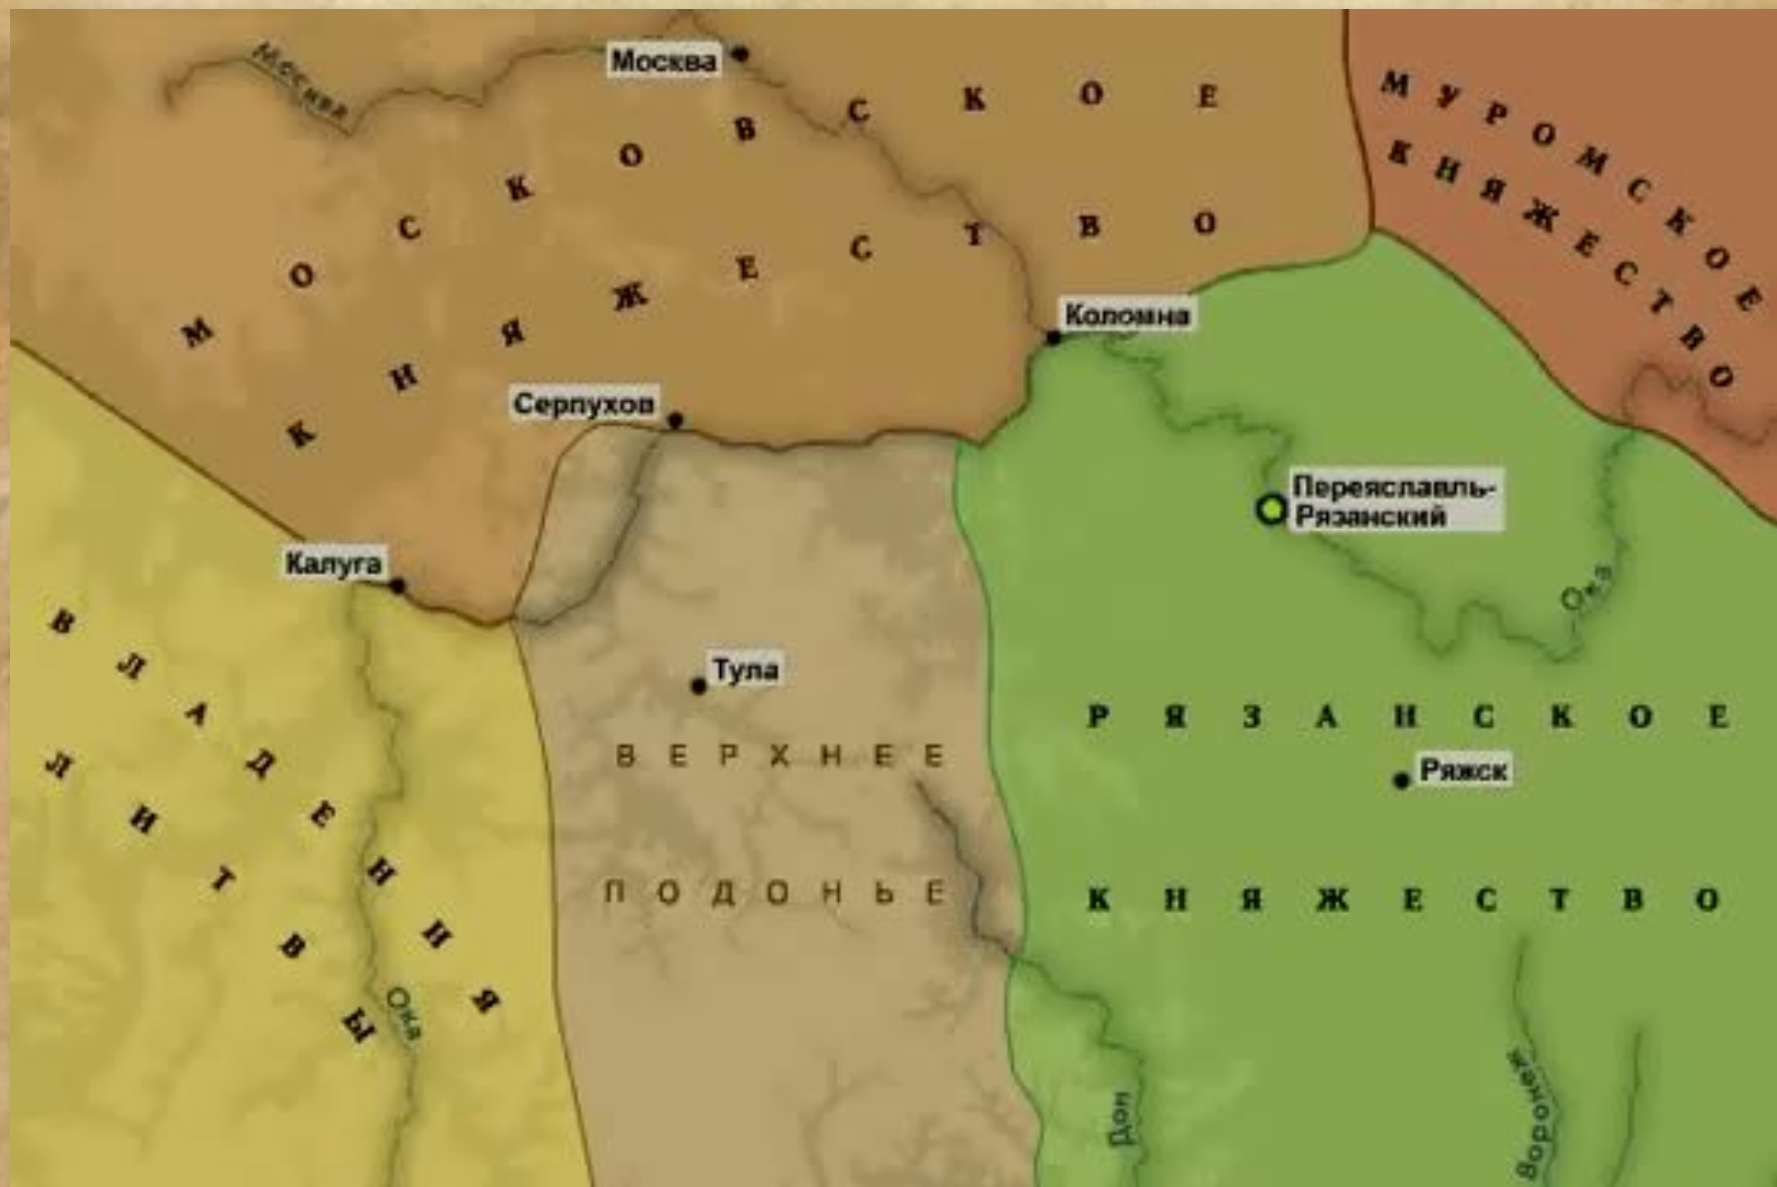 Москва
Москва
МОСКОВСКОЕ
КНЯЖЕСТВО
МУРОМСКОЕ
КНЯЖЕСТВО
Коломна
Серпухов
Переяславль-
Рязанский
Калуга
Ока
ВЛАДЕНИЯ
ЛИТВЫ
Тула
ВЕРХНЕЕ
ПОДОНЬЕ
РЯЗАНСКОЕ
Ряжск
КНЯЖЕСТВО
Ока
Дон
Воронеж